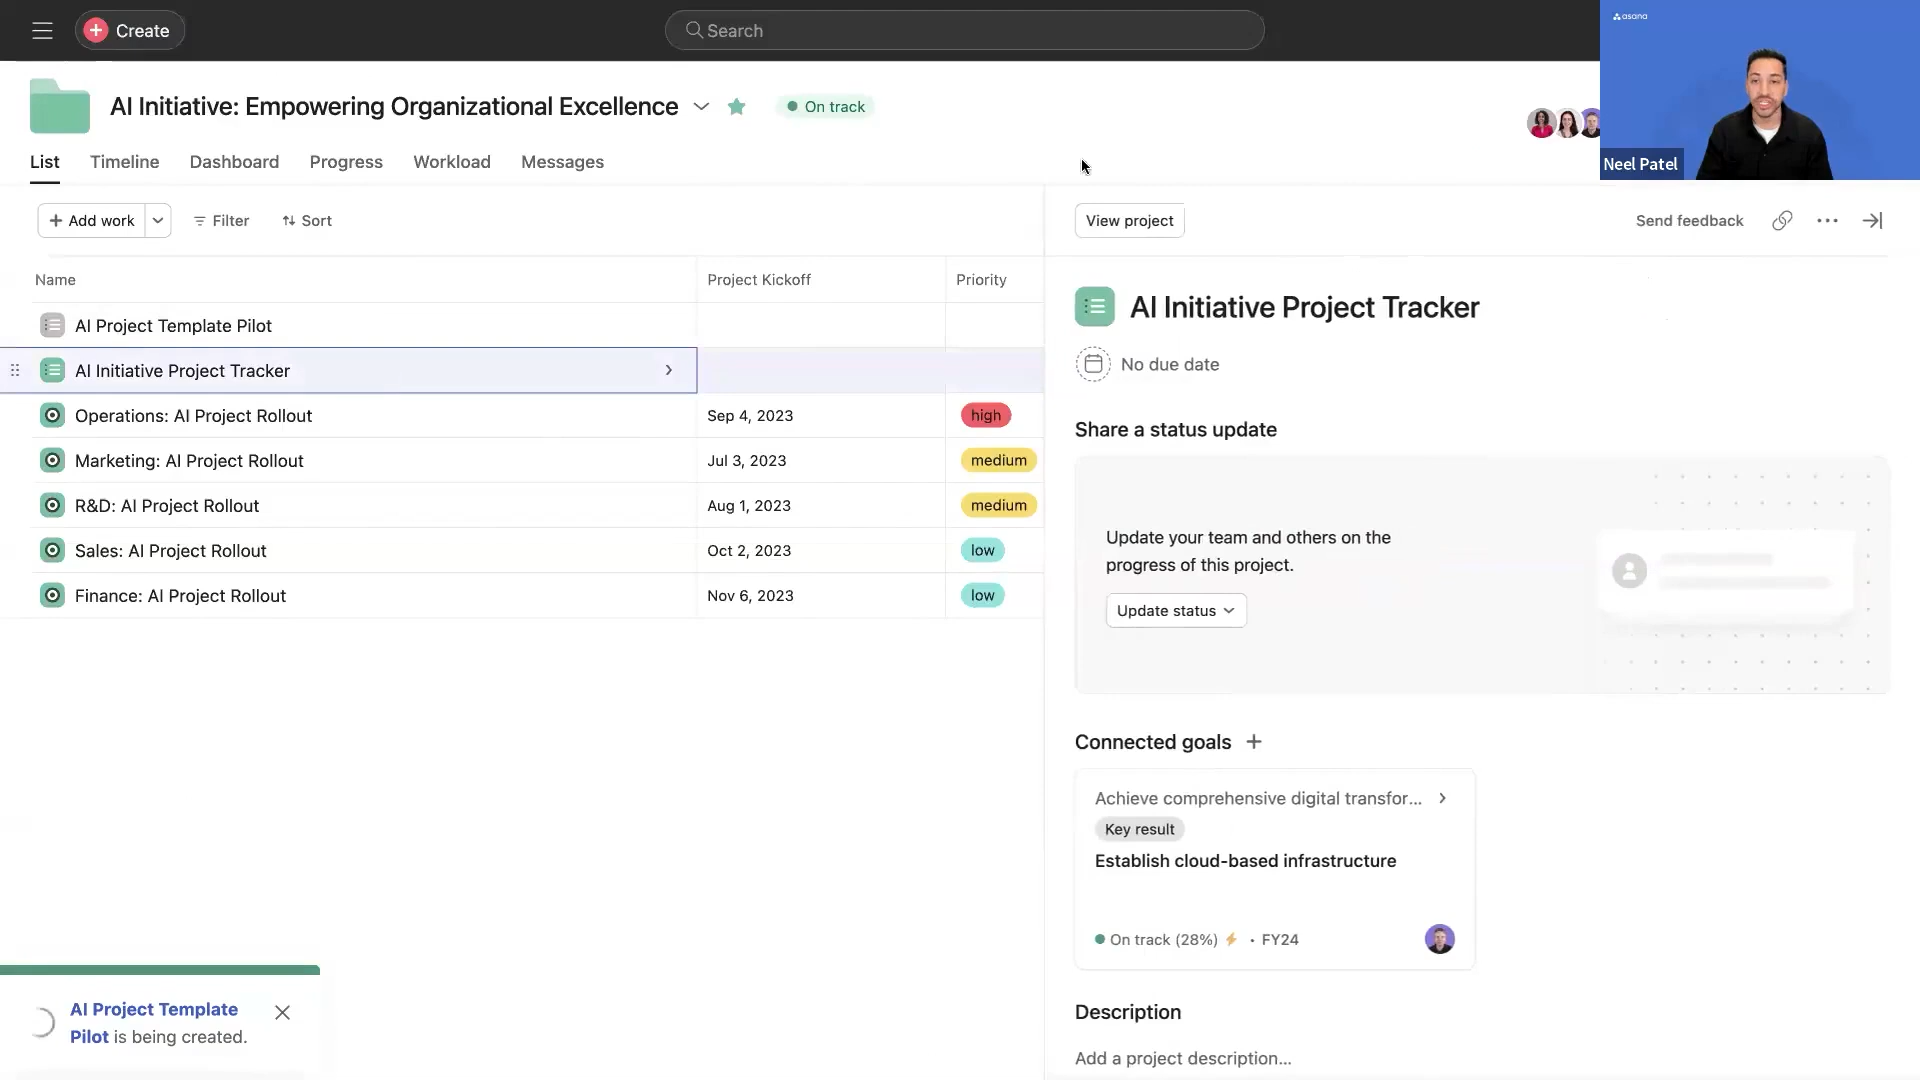 Create
Search
asana
Neel Patel
AI Initiative: Empowering Organizational Excellence
On track
List
Timeline
Dashboard
Progress
Workload
Messages
Add work
Filter
Sort
View project
Send feedback
Name
Project Kickoff
Priority
AI Project Template Pilot
AI Initiative Project Tracker
Operations: AI Project Rollout
Sep 4, 2023
high
Marketing: AI Project Rollout
Jul 3, 2023
medium
R&D: AI Project Rollout
Aug 1, 2023
medium
Sales: AI Project Rollout
Oct 2, 2023
low
Finance: AI Project Rollout
Nov 6, 2023
low
AI Initiative Project Tracker
No due date
Share a status update
Update your team and others on the
progress of this project.
Update status
Connected goals
Achieve comprehensive digital transfor...
Key result
Establish cloud-based infrastructure
On track (28%) • FY24
Description
Add a project description...
AI Project Template
Pilot is being created.